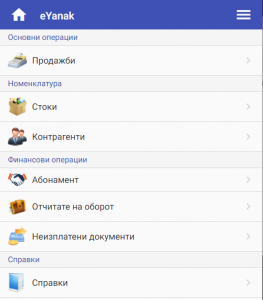 eYanak
Основни операции
Продажби
Номенклатура
Стоки
Контрагенти
Финансови операции
Абонамент
Отчитате на оборот
Неизплатени документи
Справки
Справки